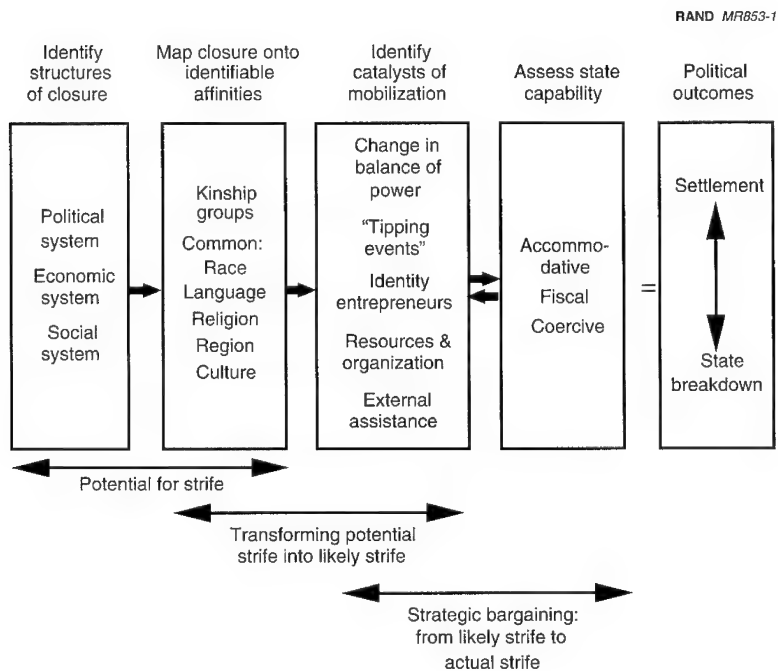 RAND MR853-1
Identify
structures
of closure
Map closure onto
identifiable
affinities
Identify
catalysts of
mobilization
Assess state
capability
Political
outcomes
Political
system
Economic
system
Social
system
Kinship
groups
Common:
Race
Language
Religion
Region
Culture
Change in
balance of
power
"Tipping
events"
Identity
entrepreneurs
Resources &
organization
External
assistance
Accommo-
dative
Fiscal
Coercive
=
Settlement
State
breakdown
Potential for strife
Transforming potential
strife into likely strife
Strategic bargaining:
from likely strife to
actual strife